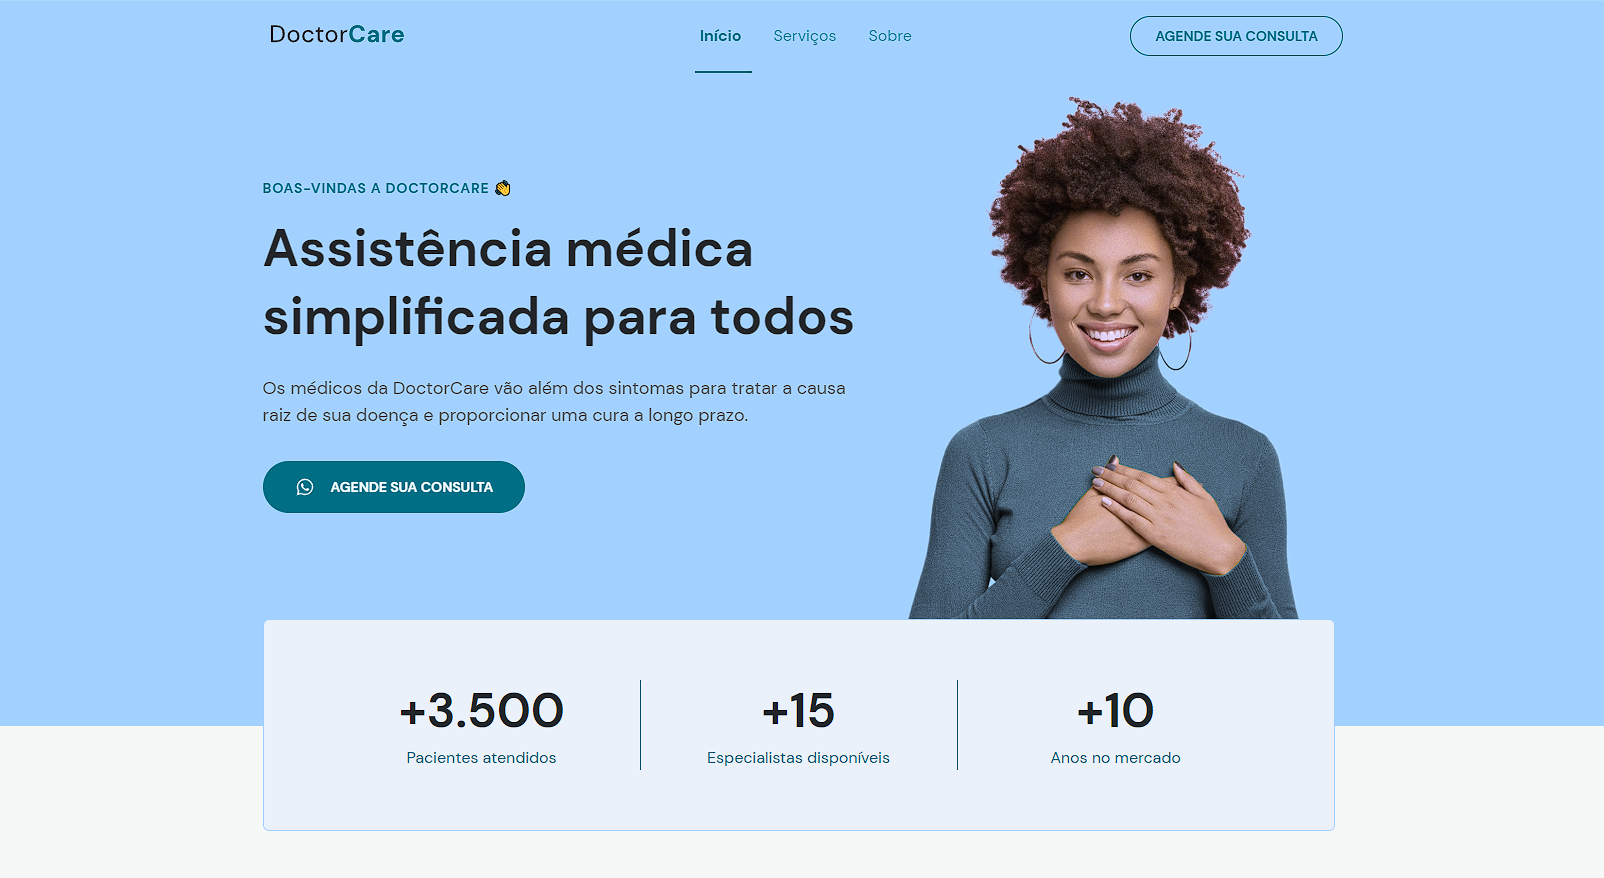 DoctorCare
Início
Serviços
Sobre
AGENDE SUA CONSULTA
BOAS-VINDAS A DOCTORCARE 👏
Assistência médica
simplificada para todos
Os médicos da DoctorCare vão além dos sintomas para tratar a causa
raiz de sua doença e proporcionar uma cura a longo prazo.
AGENDE SUA CONSULTA
+3.500
Pacientes atendidos
+15
Especialistas disponíveis
+10
Anos no mercado